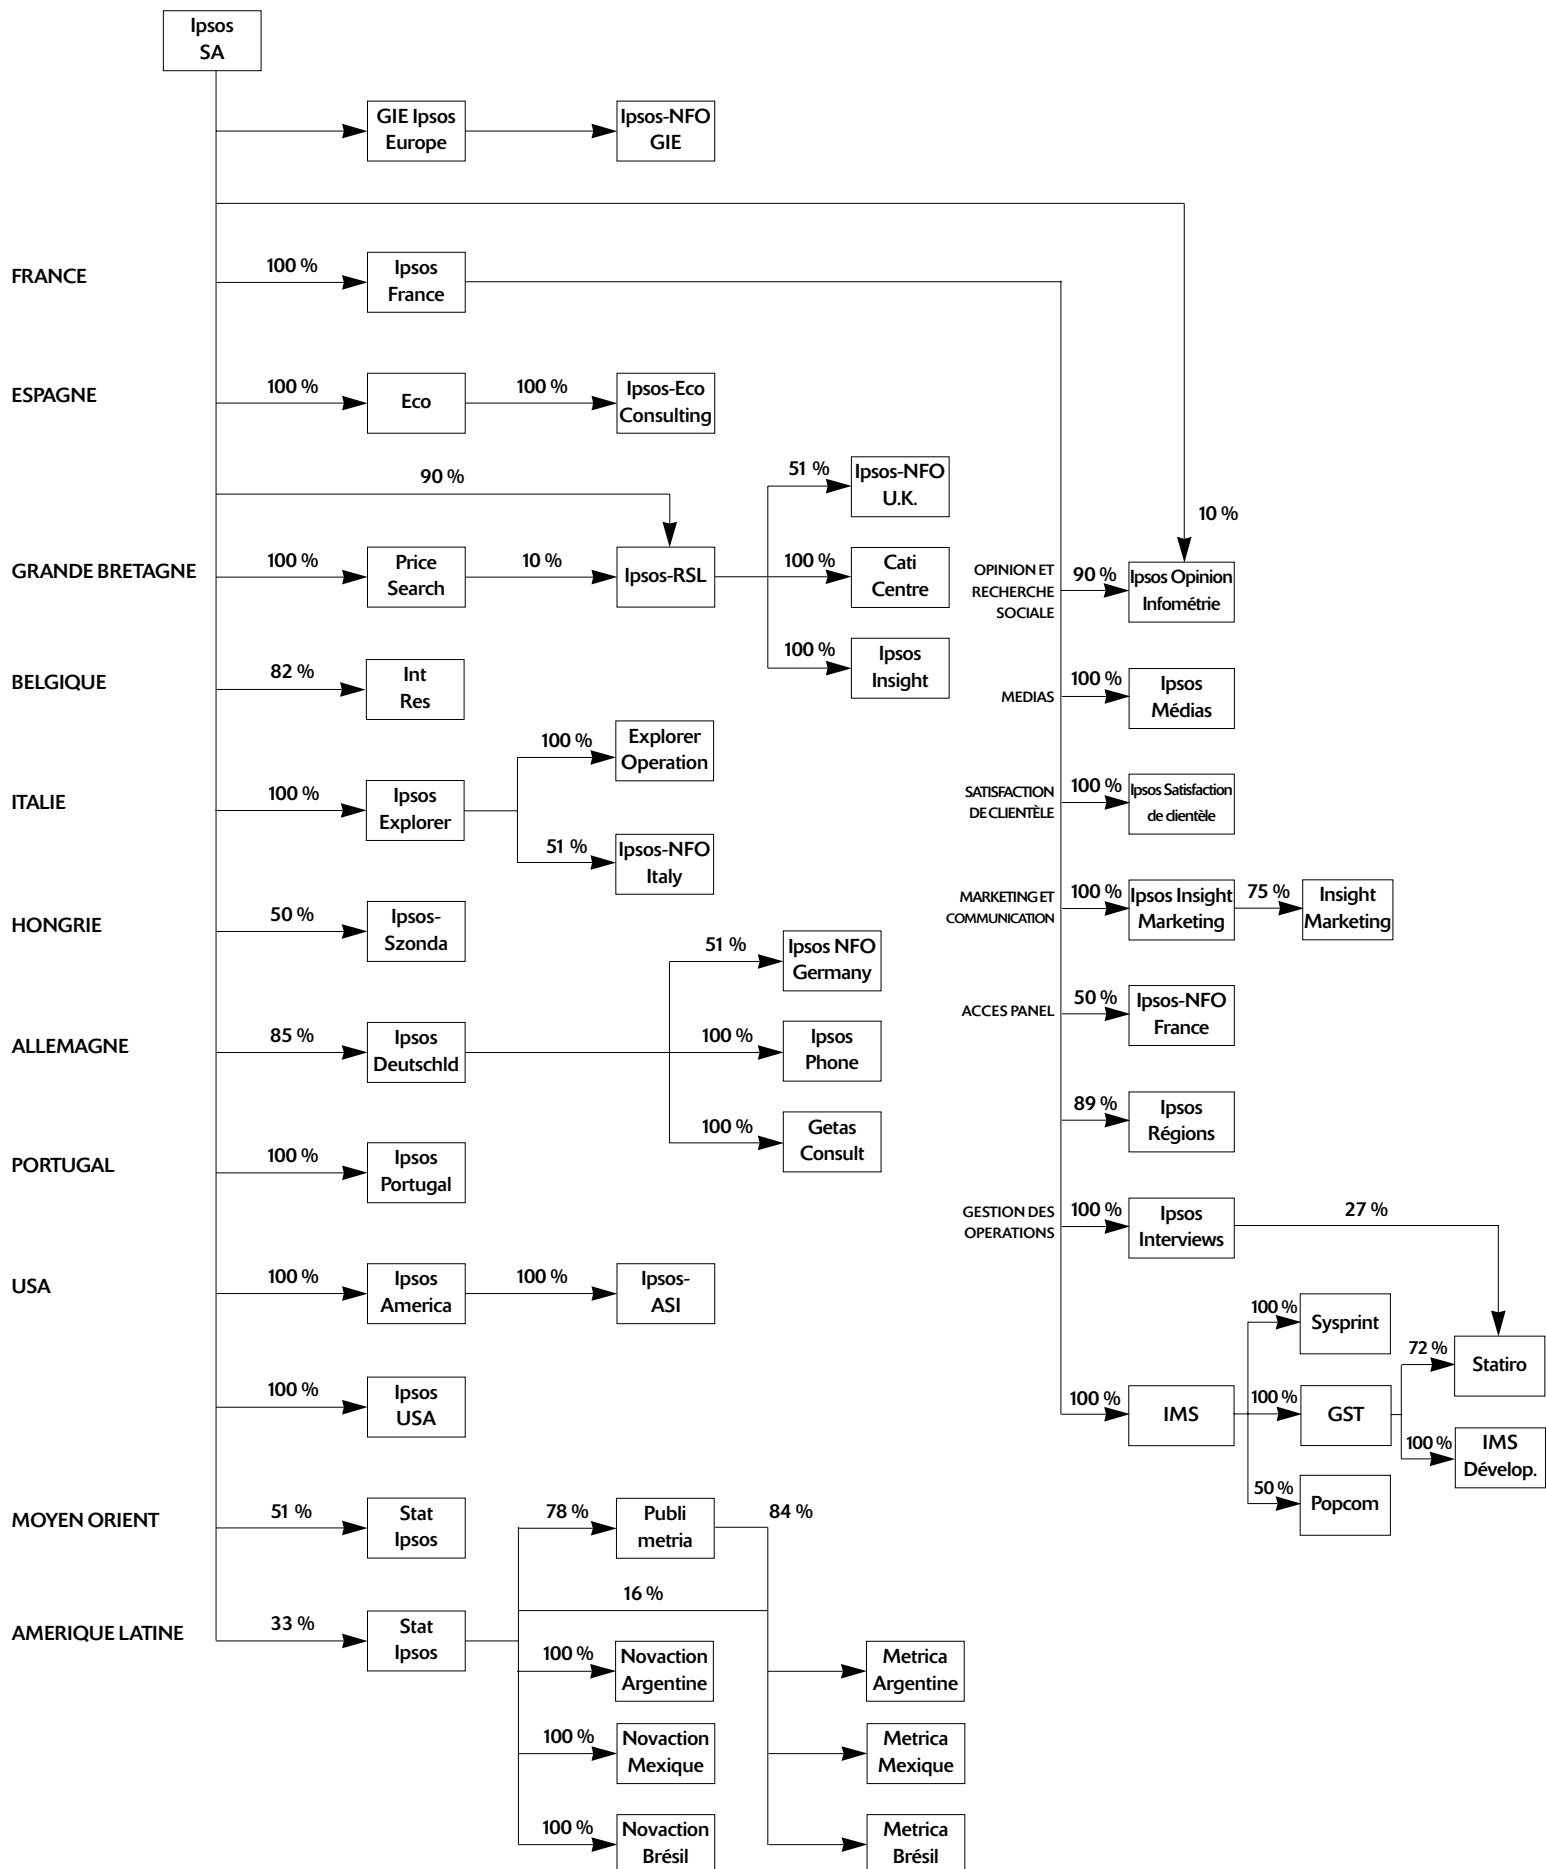 Ipsos
SA
GIE Ipsos
Europe
Ipsos-NFO
GIE
FRANCE
100 %
Ipsos
France
ESPAGNE
100 %
Eco
100 %
Ipsos-Eco
Consulting
90 %
GRANDE BRETAGNE
100 %
Price
Search
10 %
Ipsos-RSL
51 %
Ipsos-NFO
U.K.
100 %
Cati
Centre
100 %
Ipsos
Insight
BELGIQUE
82 %
Int
Res
ITALIE
100 %
Ipsos
Explorer
100 %
Explorer
Operation
51 %
Ipsos-NFO
Italy
HONGRIE
50 %
Ipsos-
Szonda
ALLEMAGNE
85 %
Ipsos
Deutschld
51 %
Ipsos NFO
Germany
100 %
Ipsos
Phone
100 %
Getas
Consult
PORTUGAL
100 %
Ipsos
Portugal
USA
100 %
Ipsos
America
100 %
Ipsos-
ASI
100 %
Ipsos
USA
MOYEN ORIENT
51 %
Stat
Ipsos
AMERIQUE LATINE
33 %
Stat
Ipsos
78 %
Publi
metria
84 %
16 %
100 %
Novaction
Argentine
100 %
Novaction
Mexique
100 %
Novaction
Brésil
Metrica
Argentine
Metrica
Mexique
Metrica
Brésil
10 %
OPINION ET
RECHERCHE
SOCIALE
90 %
Ipsos Opinion
Infométrie
MEDIAS
100 %
Ipsos
Médias
SATISFACTION
DE CLIENTÈLE
100 %
Ipsos Satisfaction
de clientèle
MARKETING ET
COMMUNICATION
100 %
Ipsos Insight
Marketing
75 %
Insight
Marketing
ACCES PANEL
50 %
Ipsos-NFO
France
89 %
Ipsos
Régions
GESTION DES
OPERATIONS
100 %
Ipsos
Interviews
27 %
100 %
IMS
100 %
Sysprint
100 %
GST
50 %
Popcom
72 %
Statiro
100 %
IMS
Dévelop.